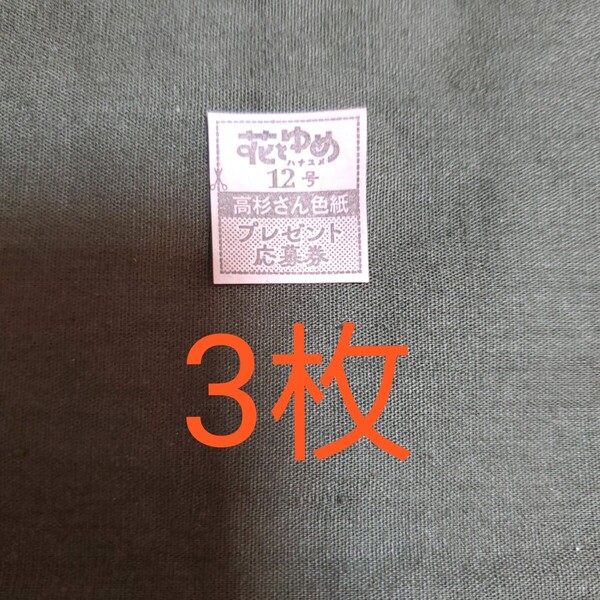 花とゆめ
ハナユメ
12号
高杉さん色紙
プレゼント
応募券
3枚